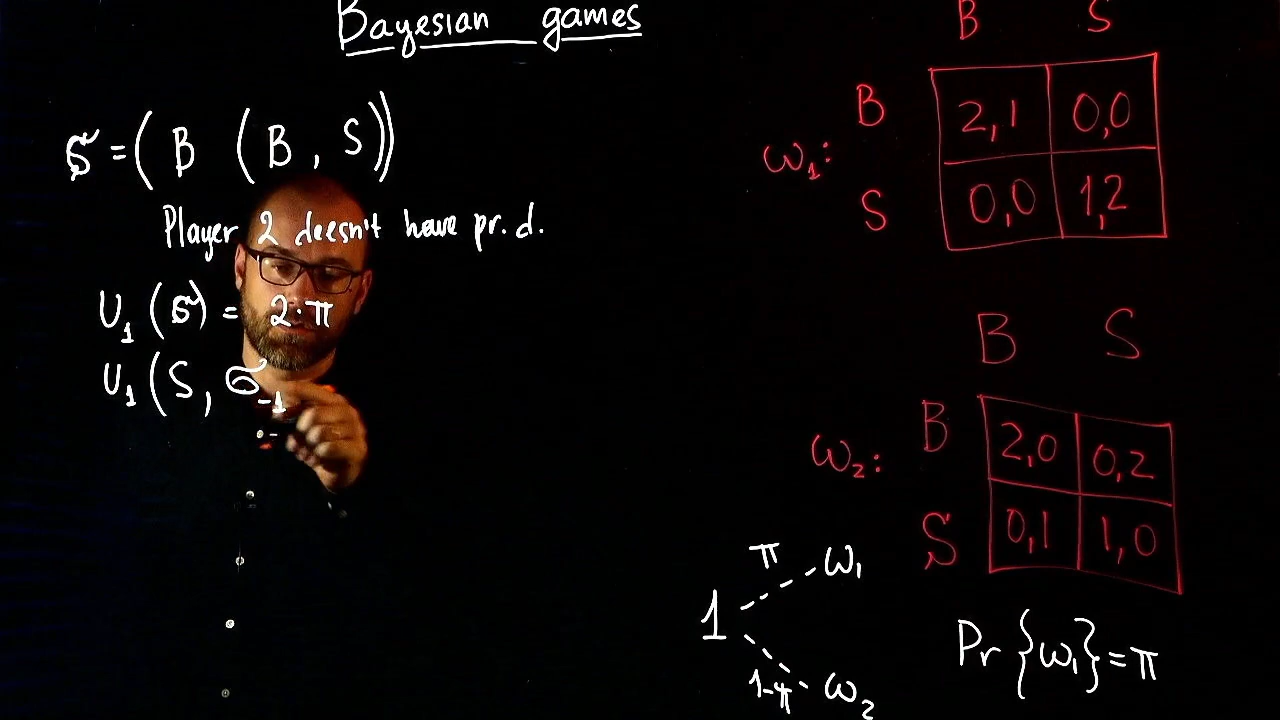 Bayesian games
σ = ( B ( B , S ))
Player 2 doesn't have pr. d.
U₁ (σ) = 2·π
U₁ (S, σ₋₁
B S
ω₁:
B 2,1 0,0
S 0,0 1,2
B S
ω₂:
B 2,0 0,2
S 0,1 1,0
π ω₁
1
1-π ω₂
Pr {ω₁} = π